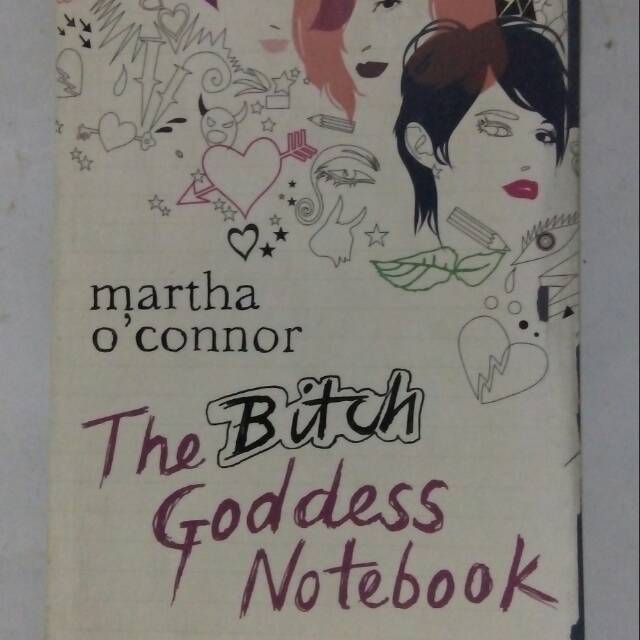 martha
o'connor
The Bitch
Goddess
Notebook